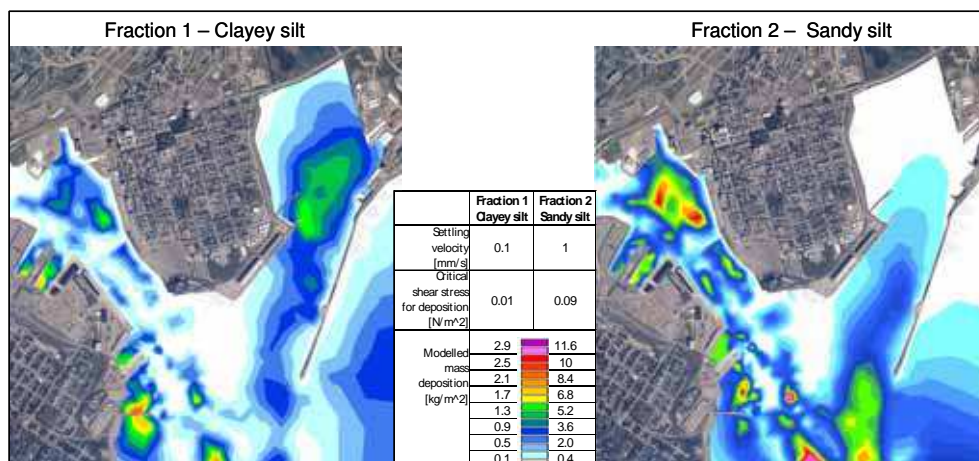 Fraction 1 – Clayey silt
Fraction 2 – Sandy silt
Fraction 1 Fraction 2
Clayey silt Sandy silt
Settling
velocity
[mm/s]
0.1 1
Critical
shear stress
for deposition
[N/m^2]
0.01 0.09
Modelled
mass
deposition
[kg/m^2]
2.9 11.6
2.5 10
2.1 8.4
1.7 6.8
1.3 5.2
0.9 3.6
0.5 2.0
0.1 0.4